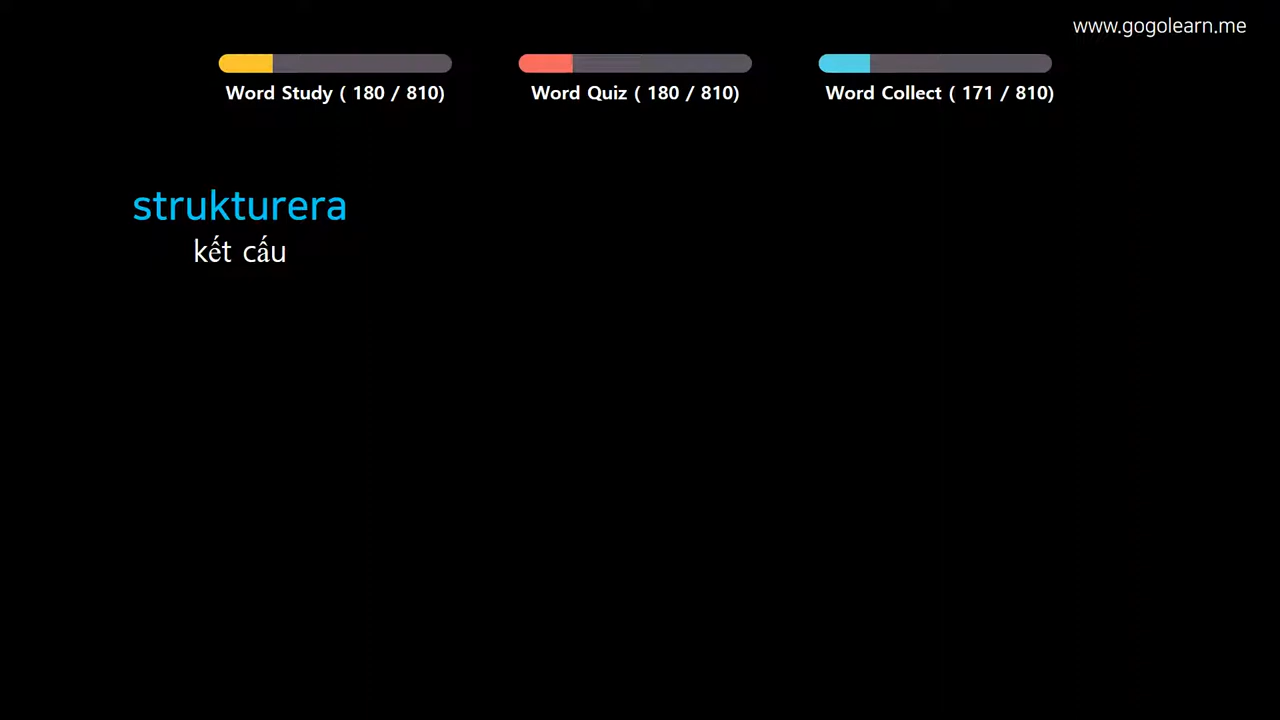 www.gogolearn.me
Word Study ( 180 / 810)
Word Quiz ( 180 / 810)
Word Collect ( 171 / 810)
strukturera
kết cấu